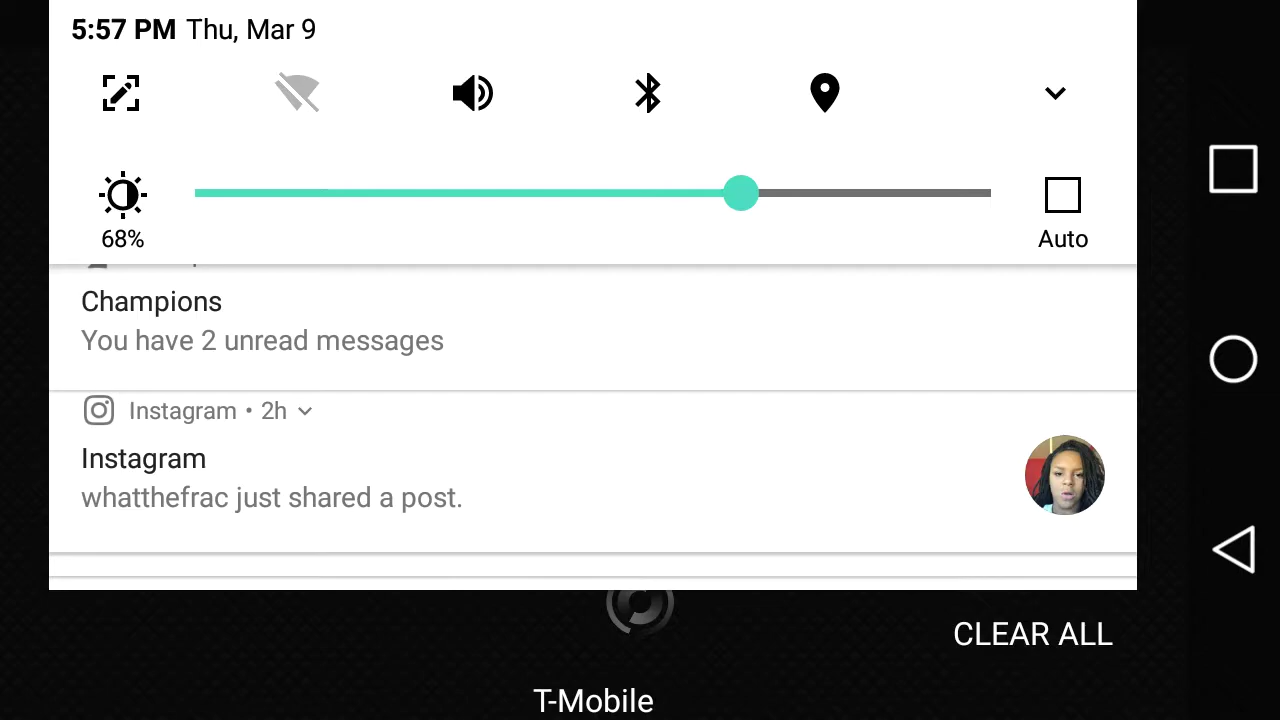 5:57 PM Thu, Mar 9
68%
Auto
Champions
You have 2 unread messages
Instagram • 2h
Instagram
whatthefrac just shared a post.
CLEAR ALL
T-Mobile